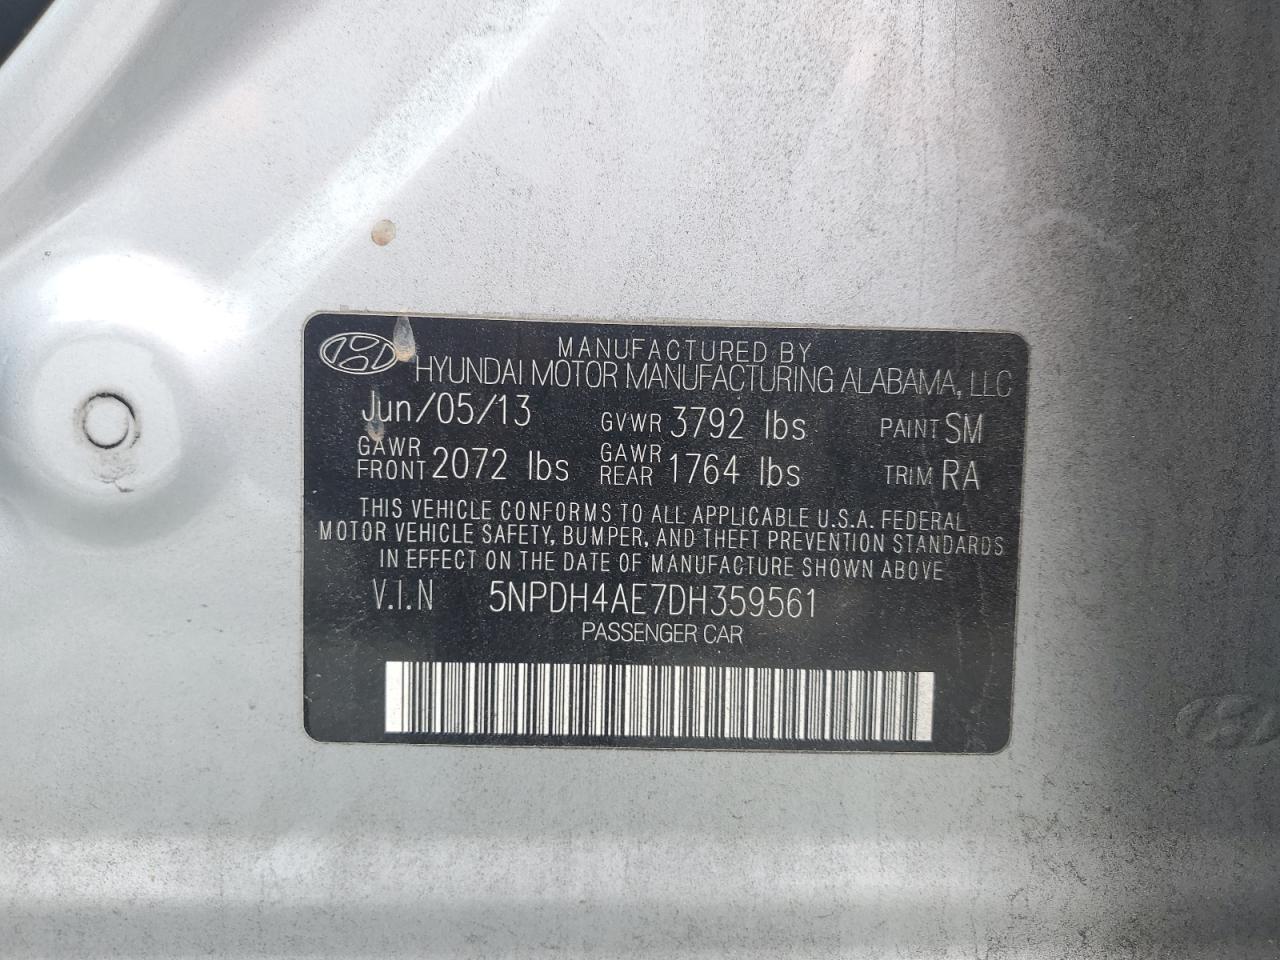 MANUFACTURED BY
HYUNDAI MOTOR MANUFACTURING ALABAMA, LLC
Jun/05/13 GVWR 3792 lbs PAINT SM
GAWR FRONT 2072 lbs GAWR REAR 1764 lbs TRIM RA
THIS VEHICLE CONFORMS TO ALL APPLICABLE U.S.A. FEDERAL
MOTOR VEHICLE SAFETY, BUMPER, AND THEFT PREVENTION STANDARDS
IN EFFECT ON THE DATE OF MANUFACTURE SHOWN ABOVE
V.I.N 5NPDH4AE7DH359561
PASSENGER CAR